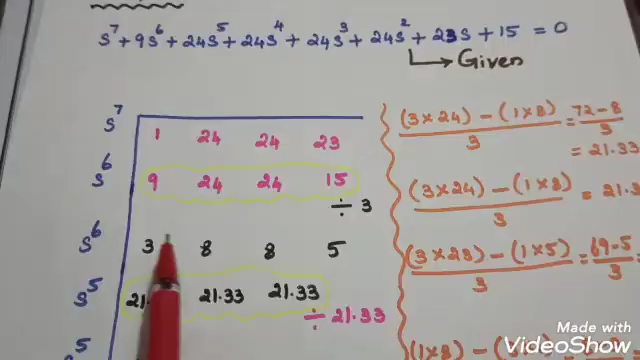 s⁷ + 9s⁶ + 24s⁵ + 24s⁴ + 24s³ + 24s² + 23s + 15 = 0
Given
s⁷ 1 24 24 23
s⁶ 9 24 24 15
÷ 3
s⁶ 3 8 8 5
s⁵ 21.33 21.33
÷ 21.33
(3×24) – (1×8) / 3 = 72–8 / 3
= 21.33
(3×24) – (1×8) / 3 =
(3×23) – (1×5) / 3 = 69–5 / 3 =
(1×8) –
Made with
VideoShow